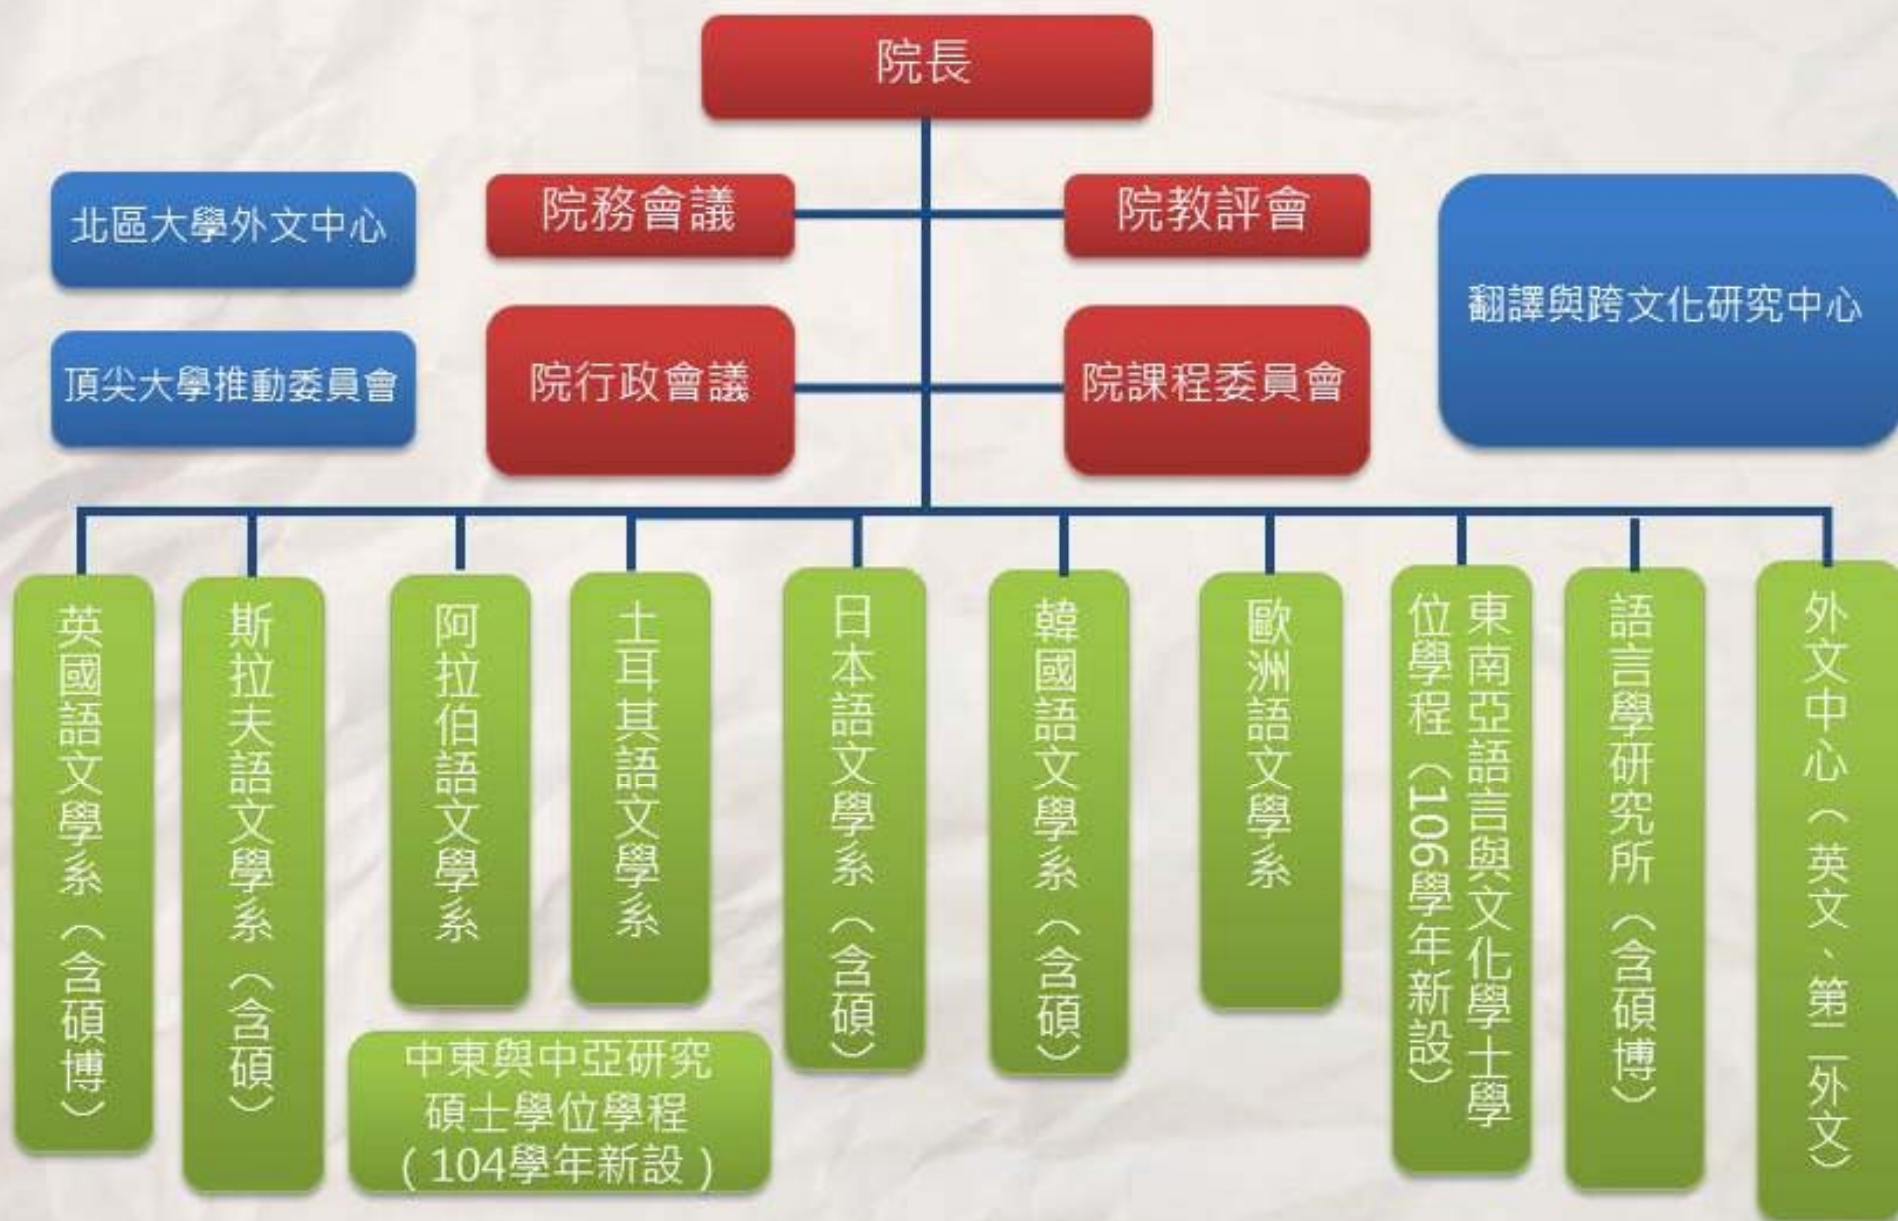 院長
北區大學外文中心
院務會議
院教評會
翻譯與跨文化研究中心
頂尖大學推動委員會
院行政會議
院課程委員會
英國語文學系（含碩博）
斯拉夫語文學系（含碩）
阿拉伯語文學系
土耳其語文學系
日本語文學系（含碩）
韓國語文學系（含碩）
歐洲語文學系
東南亞語言與文化學士學
位學程（106學年新設）
語言學研究所（含碩博）
外文中心（英文、第二外文）
中東與中亞研究
碩士學位學程
(104學年新設)